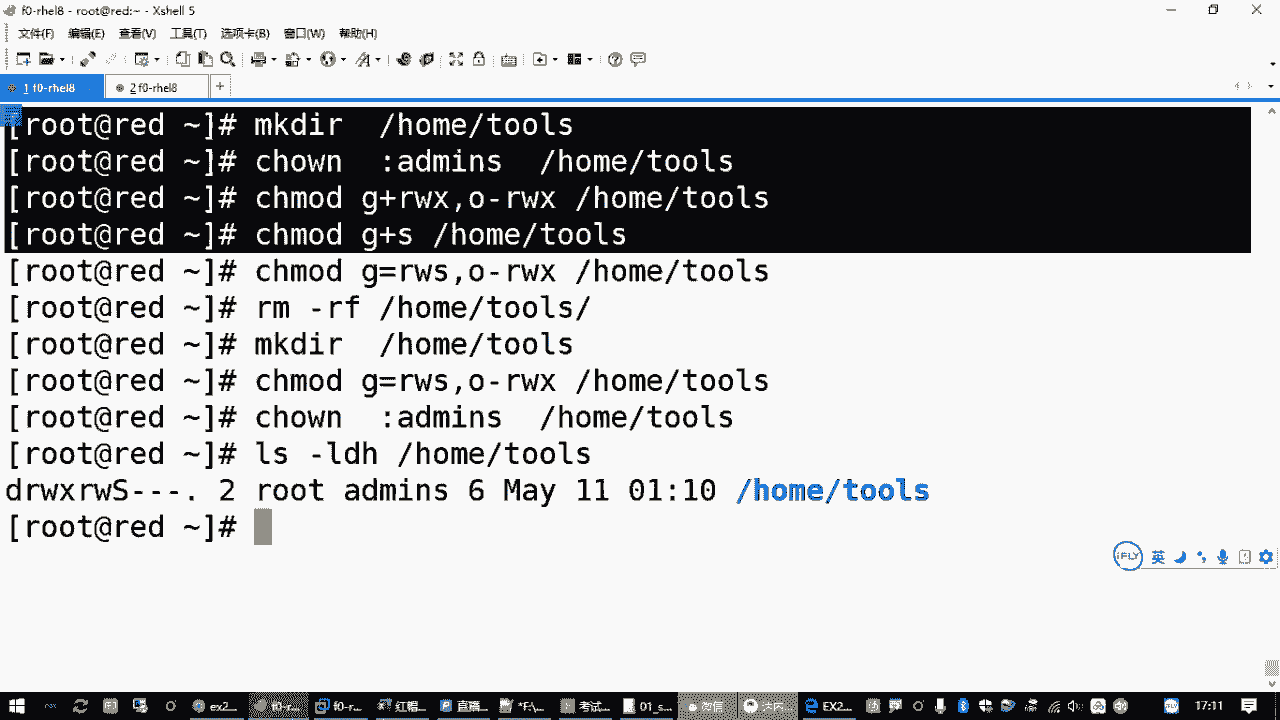 f0-rhel8 - root@red:~ - Xshell 5
文件(F) 编辑(E) 查看(V) 工具(T) 选项卡(B) 窗口(W) 帮助(H)
1 f0-rhel8 2 f0-rhel8 +
[root@red ~]# mkdir  /home/tools
[root@red ~]# chown  :admins  /home/tools
[root@red ~]# chmod g+rwx,o-rwx /home/tools
[root@red ~]# chmod g+s /home/tools
[root@red ~]# chmod g=rws,o-rwx /home/tools
[root@red ~]# rm -rf /home/tools/
[root@red ~]# mkdir  /home/tools
[root@red ~]# chmod g=rws,o-rwx /home/tools
[root@red ~]# chown  :admins  /home/tools
[root@red ~]# ls -ldh /home/tools
drwxrwS---. 2 root admins 6 May 11 01:10 /home/tools
[root@red ~]#
iFLY 英
ex2... f0-r... f0-r... 红帽... 直播... *F:\... 考试... 01_s... 微信 EX2... 17:11